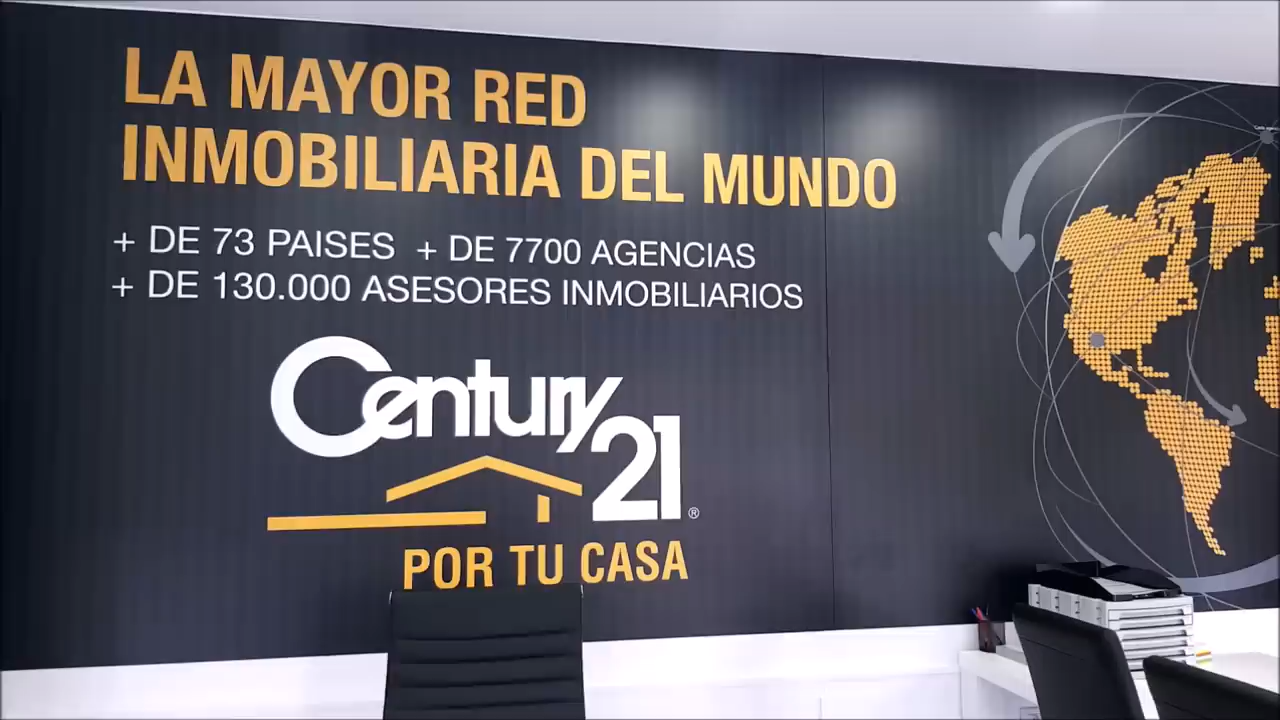 LA MAYOR RED
INMOBILIARIA DEL MUNDO
+ DE 73 PAISES + DE 7700 AGENCIAS
+ DE 130.000 ASESORES INMOBILIARIOS
Century
21®
POR TU CASA